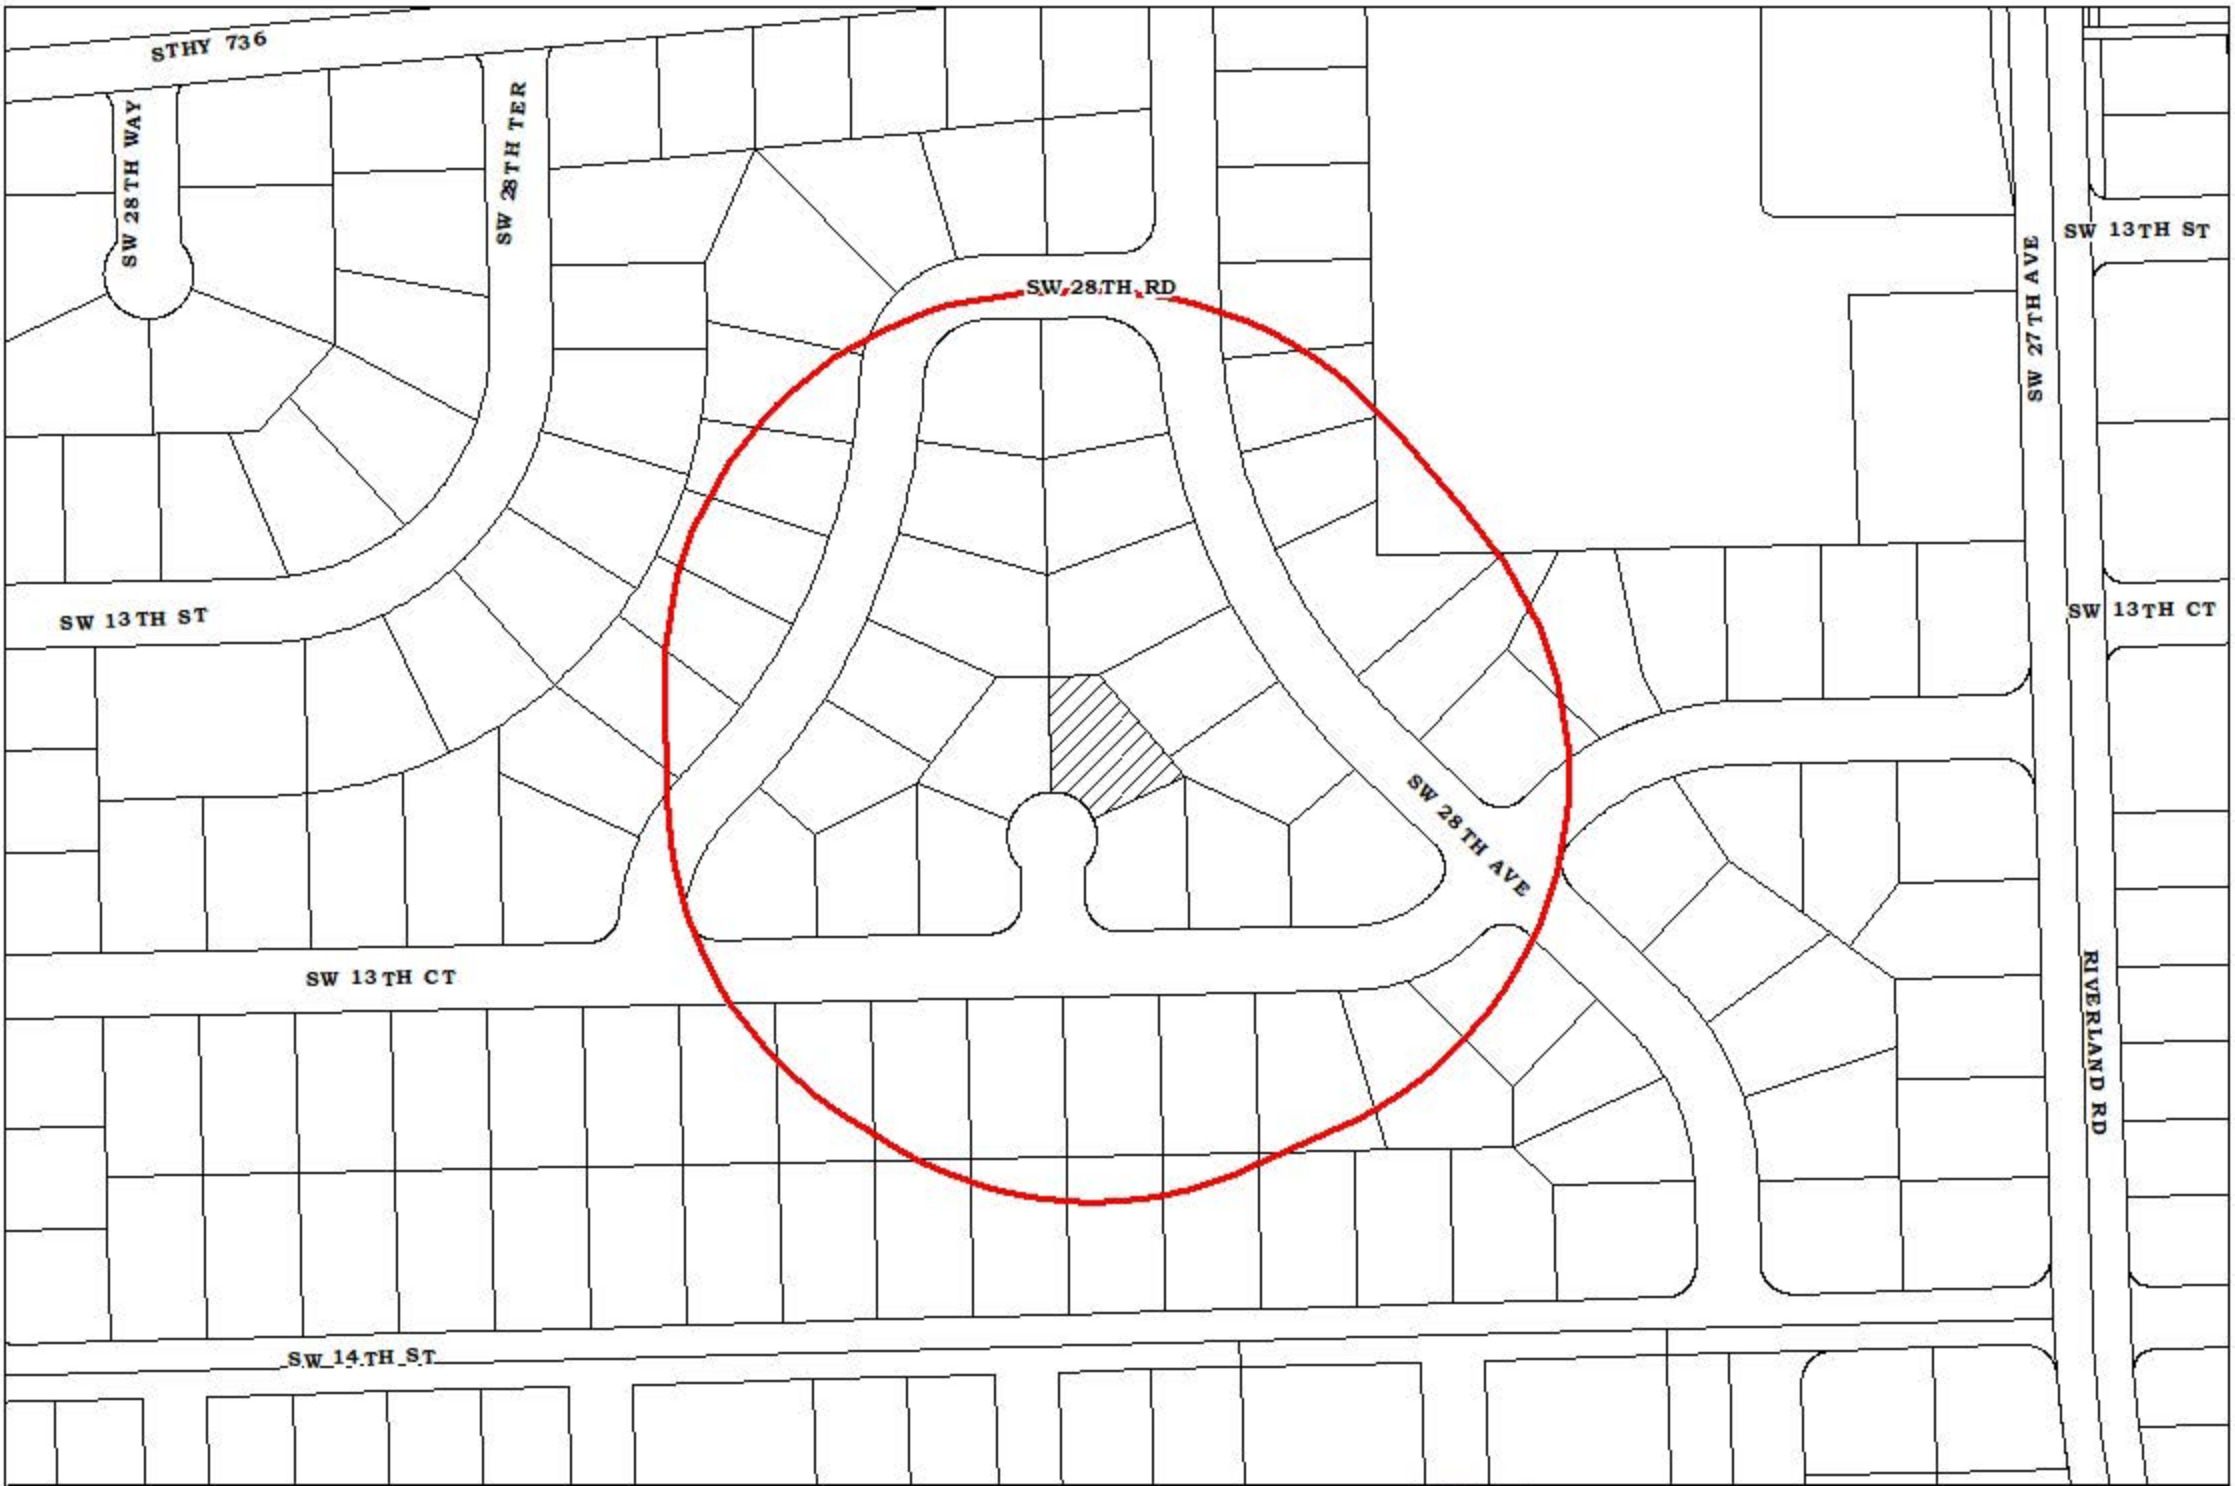 STHY 736
SW 28TH WAY
SW 28TH TER
SW 13TH ST
SW 28TH RD
SW 27TH AVE
SW 13TH ST
SW 13TH CT
SW 28TH AVE
SW 13TH CT
RIVERLAND RD
SW 14TH ST